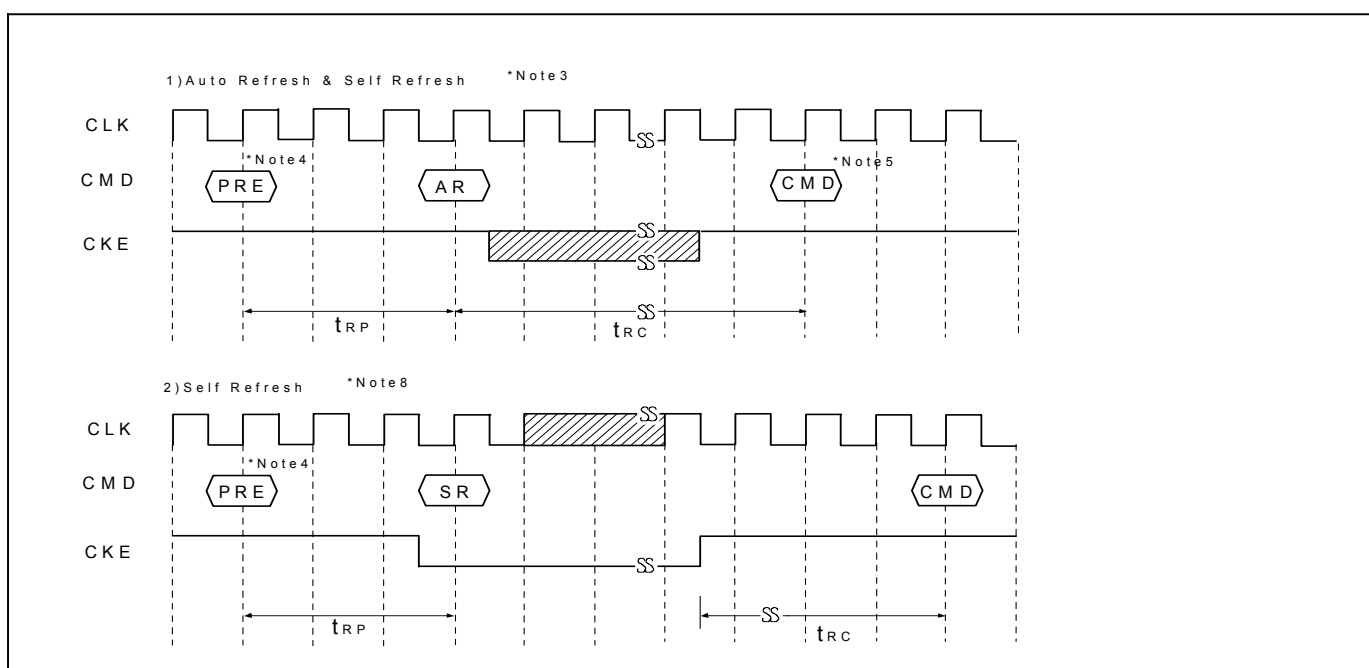 1)Auto Refresh & Self Refresh *Note3
CLK
*Note4 *Note5
CMD PRE AR CMD
CKE
tRP tRC
2)Self Refresh *Note8
CLK
*Note4
CMD PRE SR CMD
CKE
tRP tRC